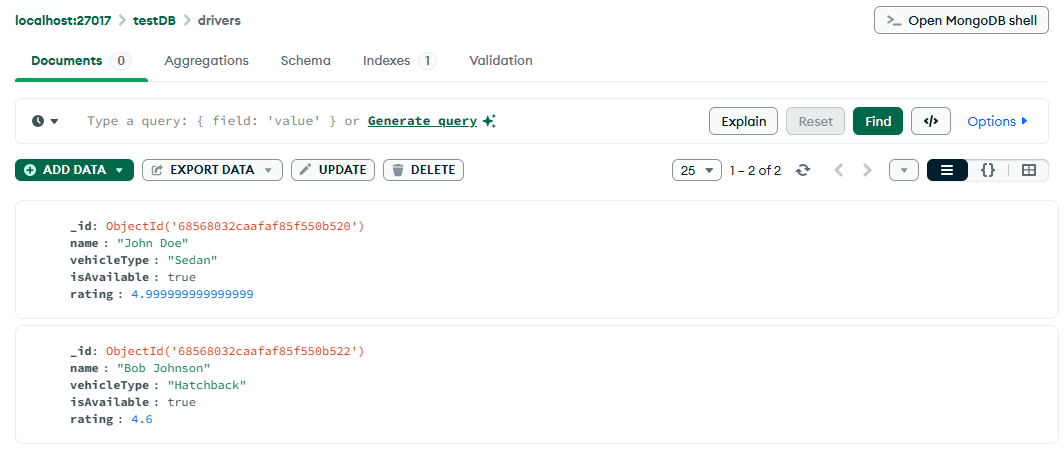 localhost:27017 > testDB > drivers
>_ Open MongoDB shell
Documents 0 Aggregations Schema Indexes 1 Validation
Type a query: { field: 'value' } or Generate query
Explain Reset Find </> Options
ADD DATA EXPORT DATA UPDATE DELETE
25 1 – 2 of 2 {}
_id: ObjectId('68568032caafaf85f550b520')
name : "John Doe"
vehicleType : "Sedan"
isAvailable : true
rating : 4.999999999999999
_id: ObjectId('68568032caafaf85f550b522')
name : "Bob Johnson"
vehicleType : "Hatchback"
isAvailable : true
rating : 4.6